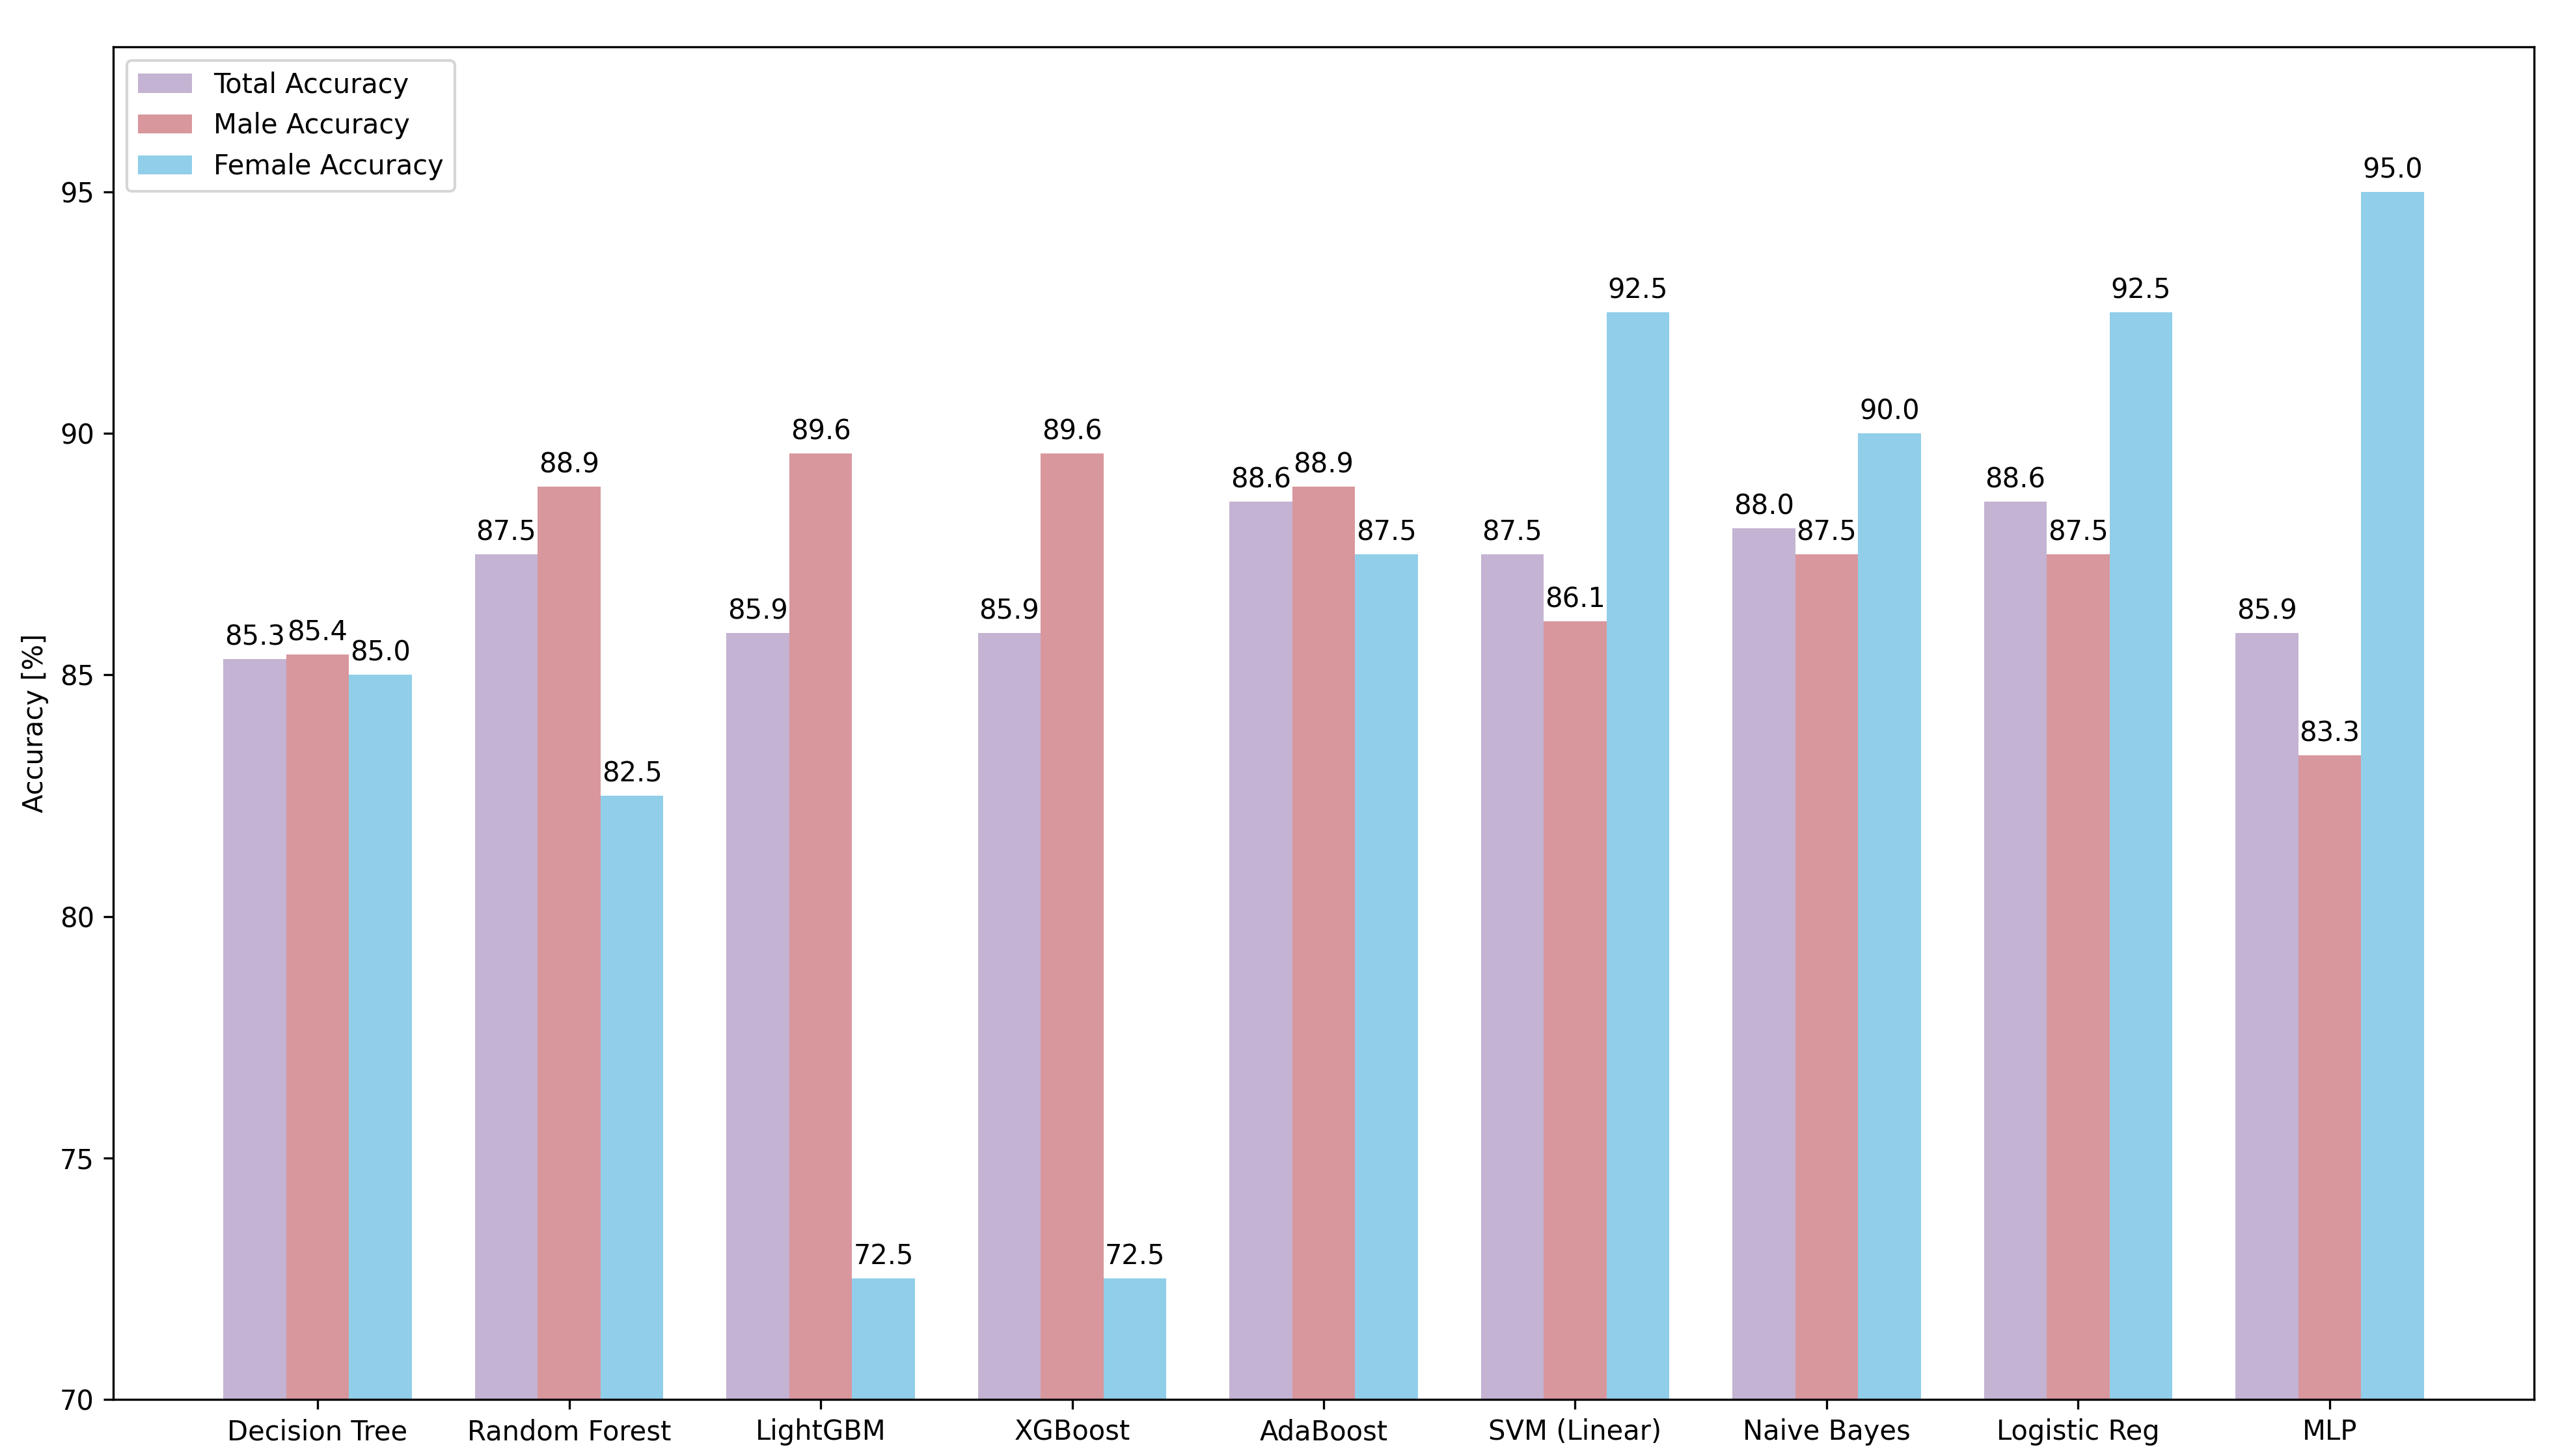 Total Accuracy
Male Accuracy
Female Accuracy
Accuracy [%]
95
90
85
80
75
70
85.3 85.4 85.0
87.5 88.9 82.5
85.9 89.6 72.5
85.9 89.6 72.5
88.6 88.9 87.5
87.5 86.1 92.5
88.0 87.5 90.0
88.6 87.5 92.5
85.9 83.3 95.0
Decision Tree Random Forest LightGBM XGBoost AdaBoost SVM (Linear) Naive Bayes Logistic Reg MLP